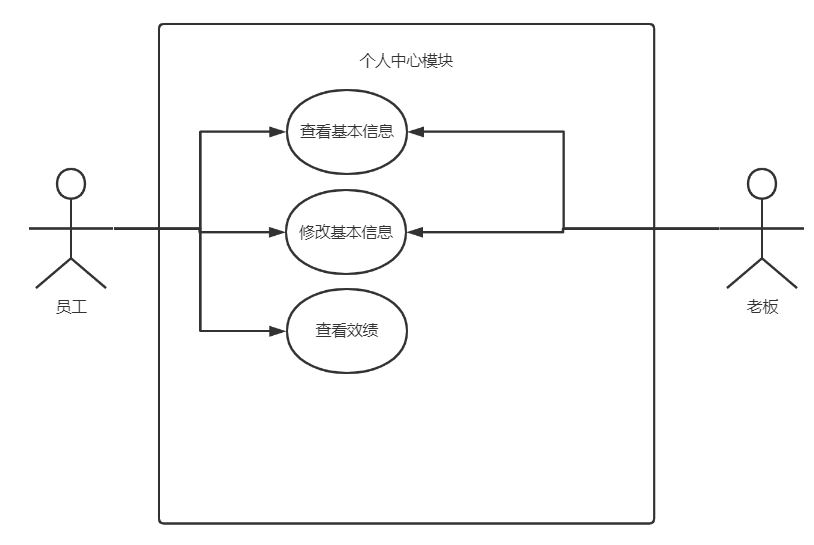 个人中心模块
查看基本信息
修改基本信息
员工
老板
查看效绩